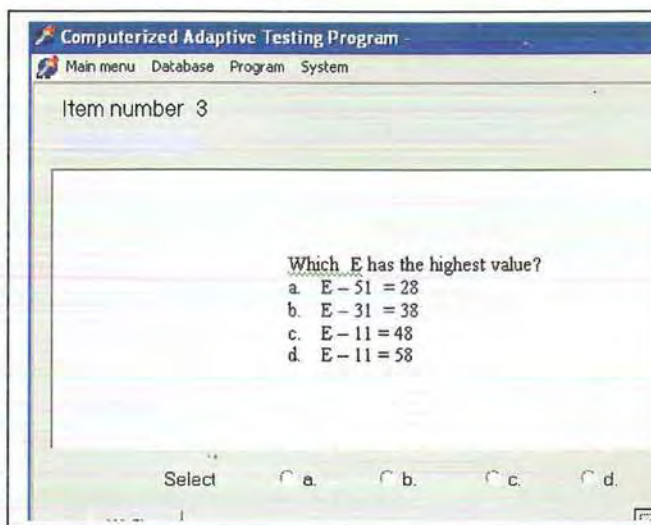 Computerized Adaptive Testing Program -
Main menu Database Program System
Item number 3
Which E has the highest value?
a. E – 51 = 28
b. E – 31 = 38
c. E – 11 = 48
d. E – 11 = 58
Select a. b. c. d.